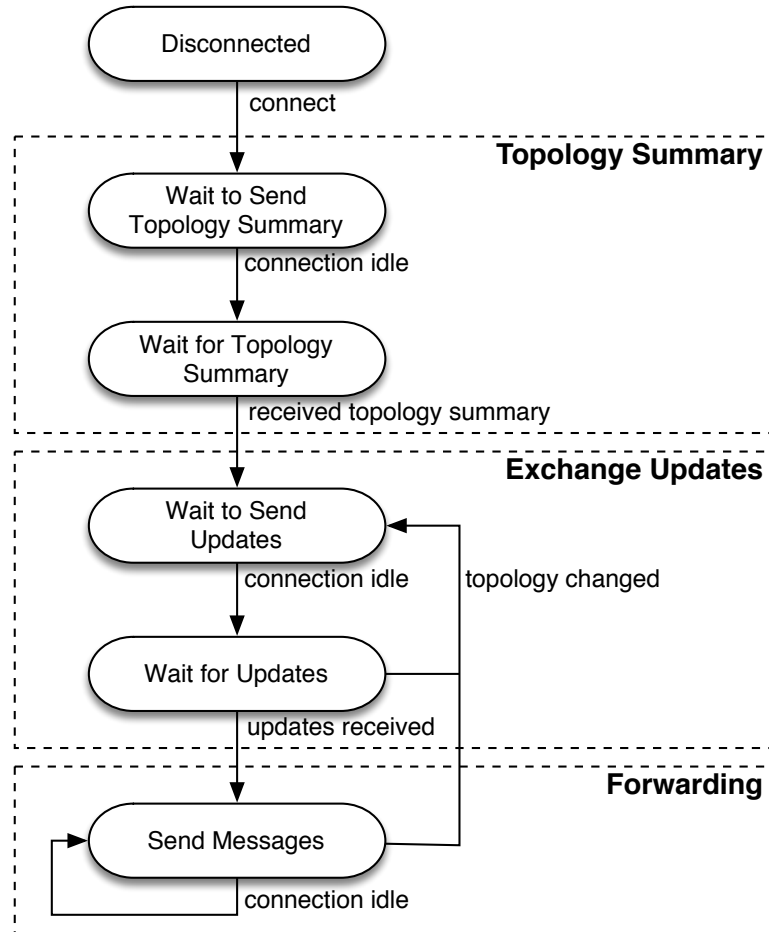 Disconnected
connect
Topology Summary
Wait to Send
Topology Summary
connection idle
Wait for Topology
Summary
received topology summary
Exchange Updates
Wait to Send
Updates
connection idle
topology changed
Wait for Updates
updates received
Forwarding
Send Messages
connection idle